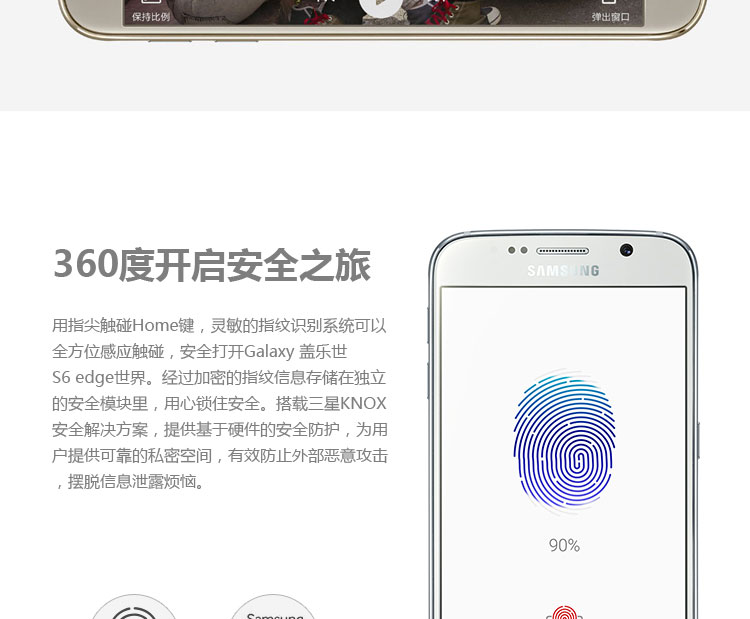 保持比例
弹出窗口
360度开启安全之旅
用指尖触碰Home键，灵敏的指纹识别系统可以
全方位感应触碰，安全打开Galaxy 盖乐世
S6 edge世界。经过加密的指纹信息存储在独立
的安全模块里，用心锁住安全。搭载三星KNOX
安全解决方案，提供基于硬件的安全防护，为用
户提供可靠的私密空间，有效防止外部恶意攻击
，摆脱信息泄露烦恼。
SAMSUNG
90%
Samsung